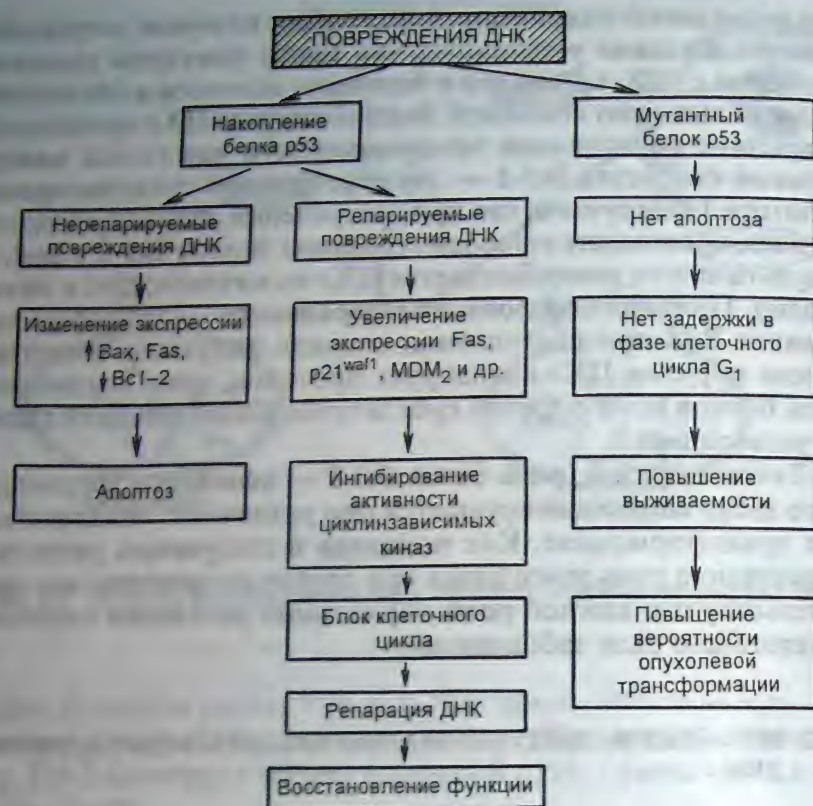 ПОВРЕЖДЕНИЯ ДНК
Накопление
белка р53
Мутантный
белок р53
Нерепарируемые
повреждения ДНК
Репарируемые
повреждения ДНК
Нет апоптоза
Изменение экспрессии
↑ Вах, Fas,
↓ Bcl–2
Увеличение
экспрессии Fas,
p21waf1, MDM2 и др.
Нет задержки в
фазе клеточного
цикла G1
Апоптоз
Ингибирование
активности
циклинзависимых
киназ
Повышение
выживаемости
Блок клеточного
цикла
Повышение
вероятности
опухолевой
трансформации
Репарация ДНК
Восстановление функции